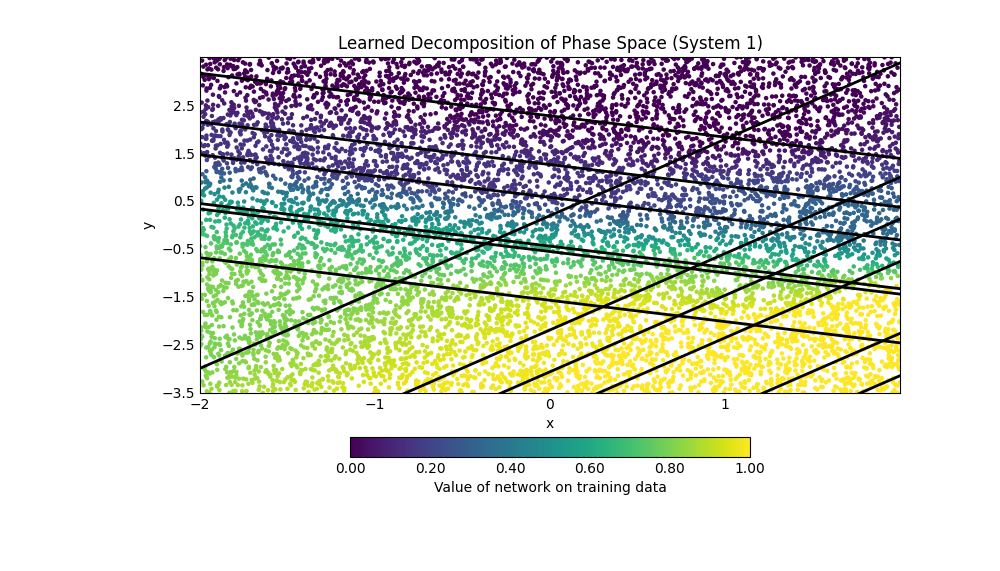 Learned Decomposition of Phase Space (System 1)
2.5
1.5
0.5
−0.5
−1.5
−2.5
−3.5
y
−2 −1 0 1
x
0.00 0.20 0.40 0.60 0.80 1.00
Value of network on training data